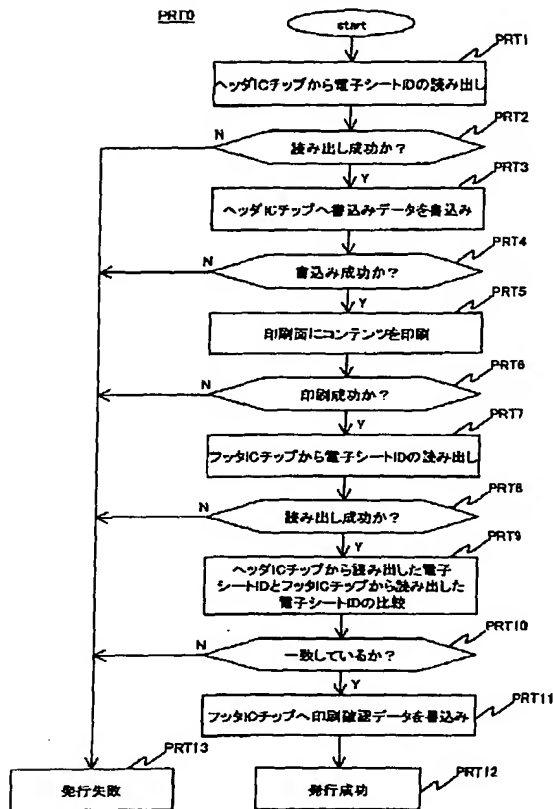 PRT0
start
PRT1
ヘッダICチップから電子シートIDの読み出し
PRT2
N
読み出し成功か？
Y
PRT3
ヘッダICチップへ書込みデータを書込み
PRT4
N
書込み成功か？
Y
PRT5
印刷面にコンテンツを印刷
PRT6
N
印刷成功か？
Y
PRT7
フッタICチップから電子シートIDの読み出し
PRT8
N
読み出し成功か？
Y
PRT9
ヘッダICチップから読み出した電子
シートIDとフッタICチップから読み出した
電子シートIDの比較
PRT10
N
一致しているか？
Y
PRT11
フッタICチップへ印刷確認データを書込み
PRT13
発行失敗
PRT12
発行成功